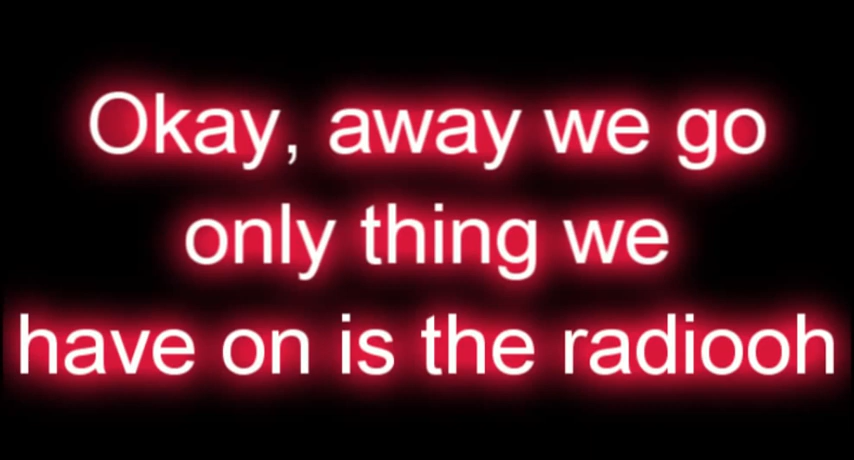 Okay, away we go
only thing we
have on is the radiooh